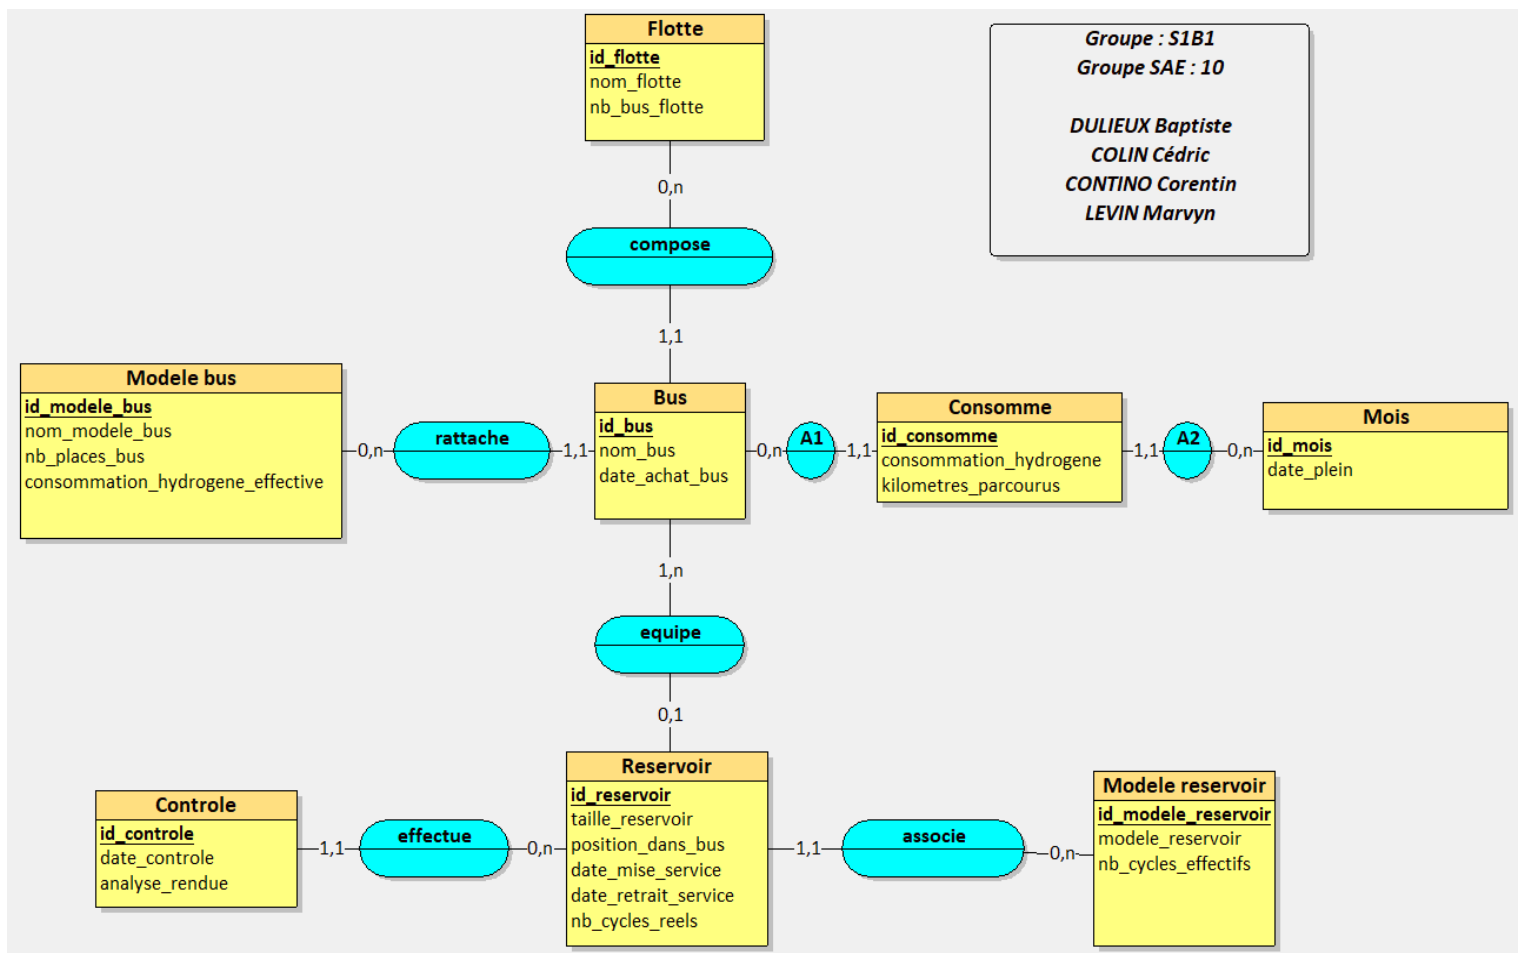 Flotte
id_flotte
nom_flotte
nb_bus_flotte
Groupe : S1B1
Groupe SAE : 10
DULIEUX Baptiste
COLIN Cédric
CONTINO Corentin
LEVIN Marvyn
0,n
compose
1,1
Modele bus
id_modele_bus
nom_modele_bus
nb_places_bus
consommation_hydrogene_effective
0,n
rattache
1,1
Bus
id_bus
nom_bus
date_achat_bus
0,n
A1
1,1
Consomme
id_consomme
consommation_hydrogene
kilometres_parcourus
1,1
A2
0,n
Mois
id_mois
date_plein
1,n
equipe
0,1
Controle
id_controle
date_controle
analyse_rendue
1,1
effectue
0,n
Reservoir
id_reservoir
taille_reservoir
position_dans_bus
date_mise_service
date_retrait_service
nb_cycles_reels
1,1
associe
0,n
Modele reservoir
id_modele_reservoir
modele_reservoir
nb_cycles_effectifs